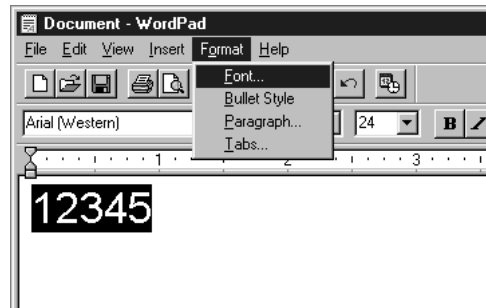 Document - WordPad
File Edit View Insert Format Help
Font...
Bullet Style
Paragraph...
Tabs...
Arial (Western) 24 B I
1 2 3
12345